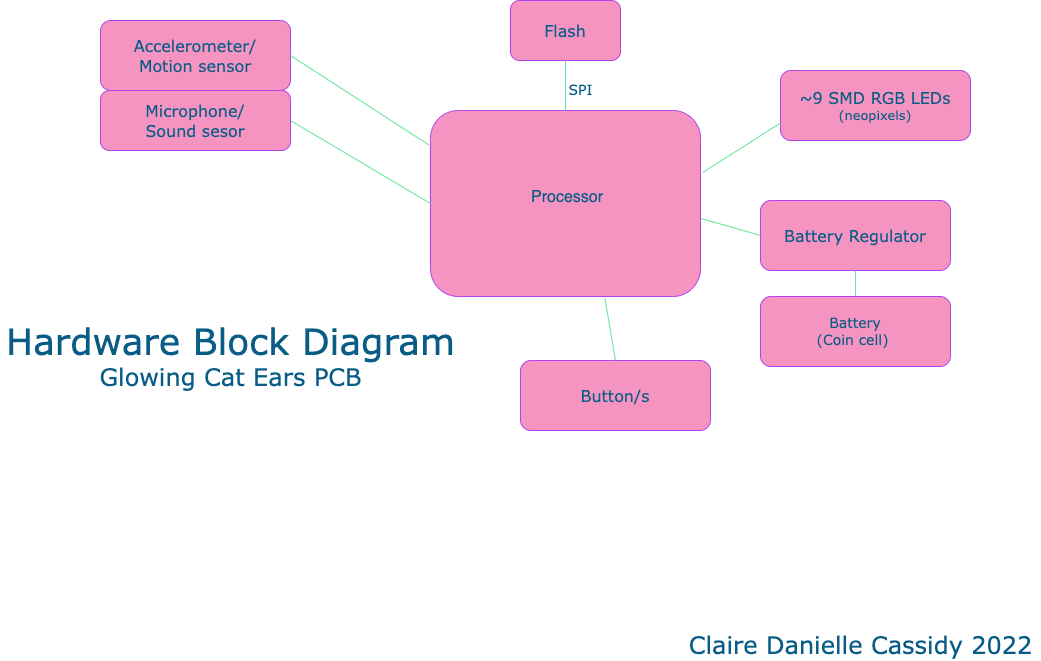 Flash
Accelerometer/
Motion sensor
SPI
Microphone/
Sound sesor
~9 SMD RGB LEDs
(neopixels)
Processor
Battery Regulator
Battery
(Coin cell)
Hardware Block Diagram
Glowing Cat Ears PCB
Button/s
Claire Danielle Cassidy 2022